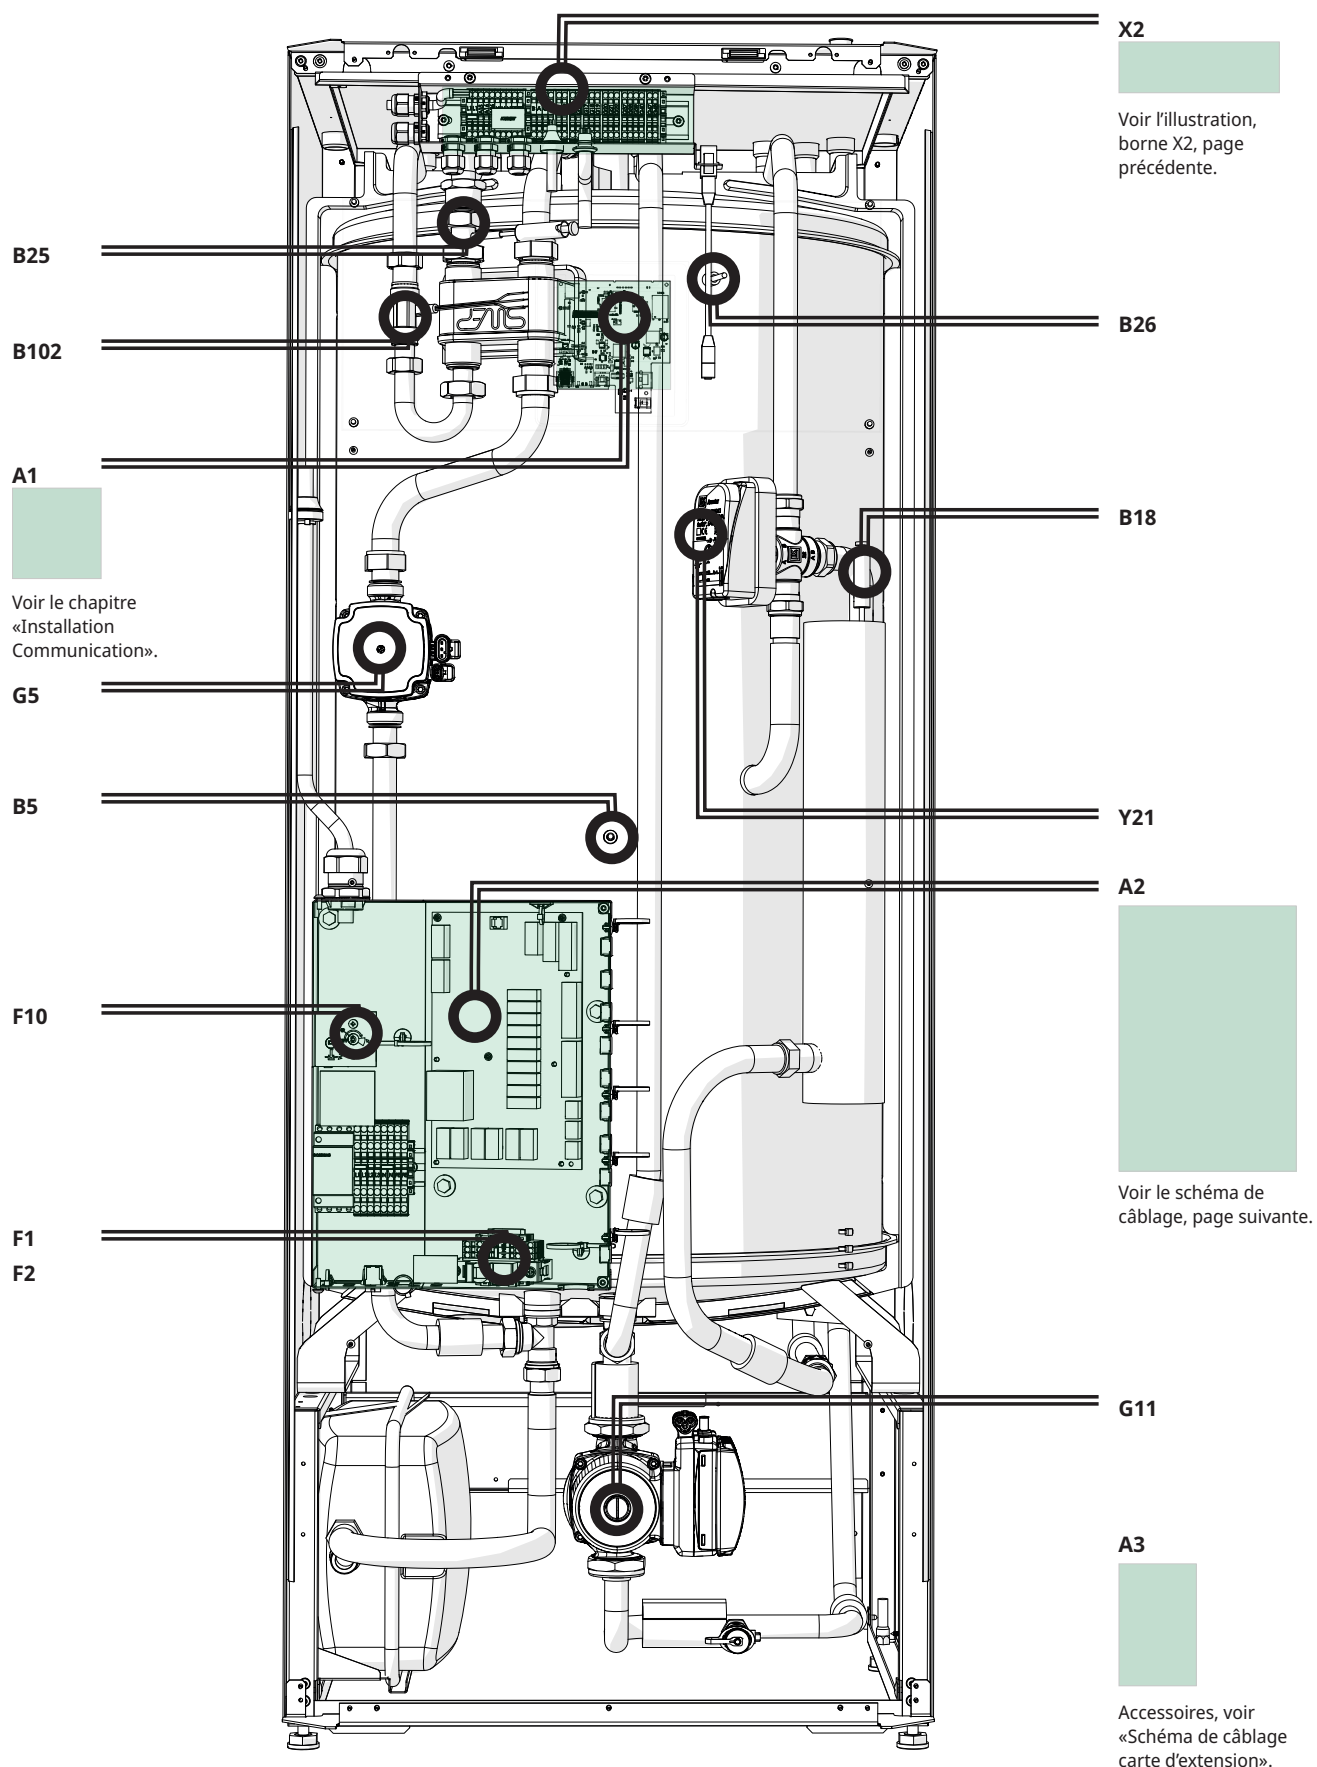 X2
Voir l’illustration,
borne X2, page
précédente.
B25
B26
B102
A1
Voir le chapitre
«Installation
Communication».
B18
G5
B5
Y21
A2
Voir le schéma de
câblage, page suivante.
F10
F1
F2
G11
A3
Accessoires, voir
«Schéma de câblage
carte d’extension».